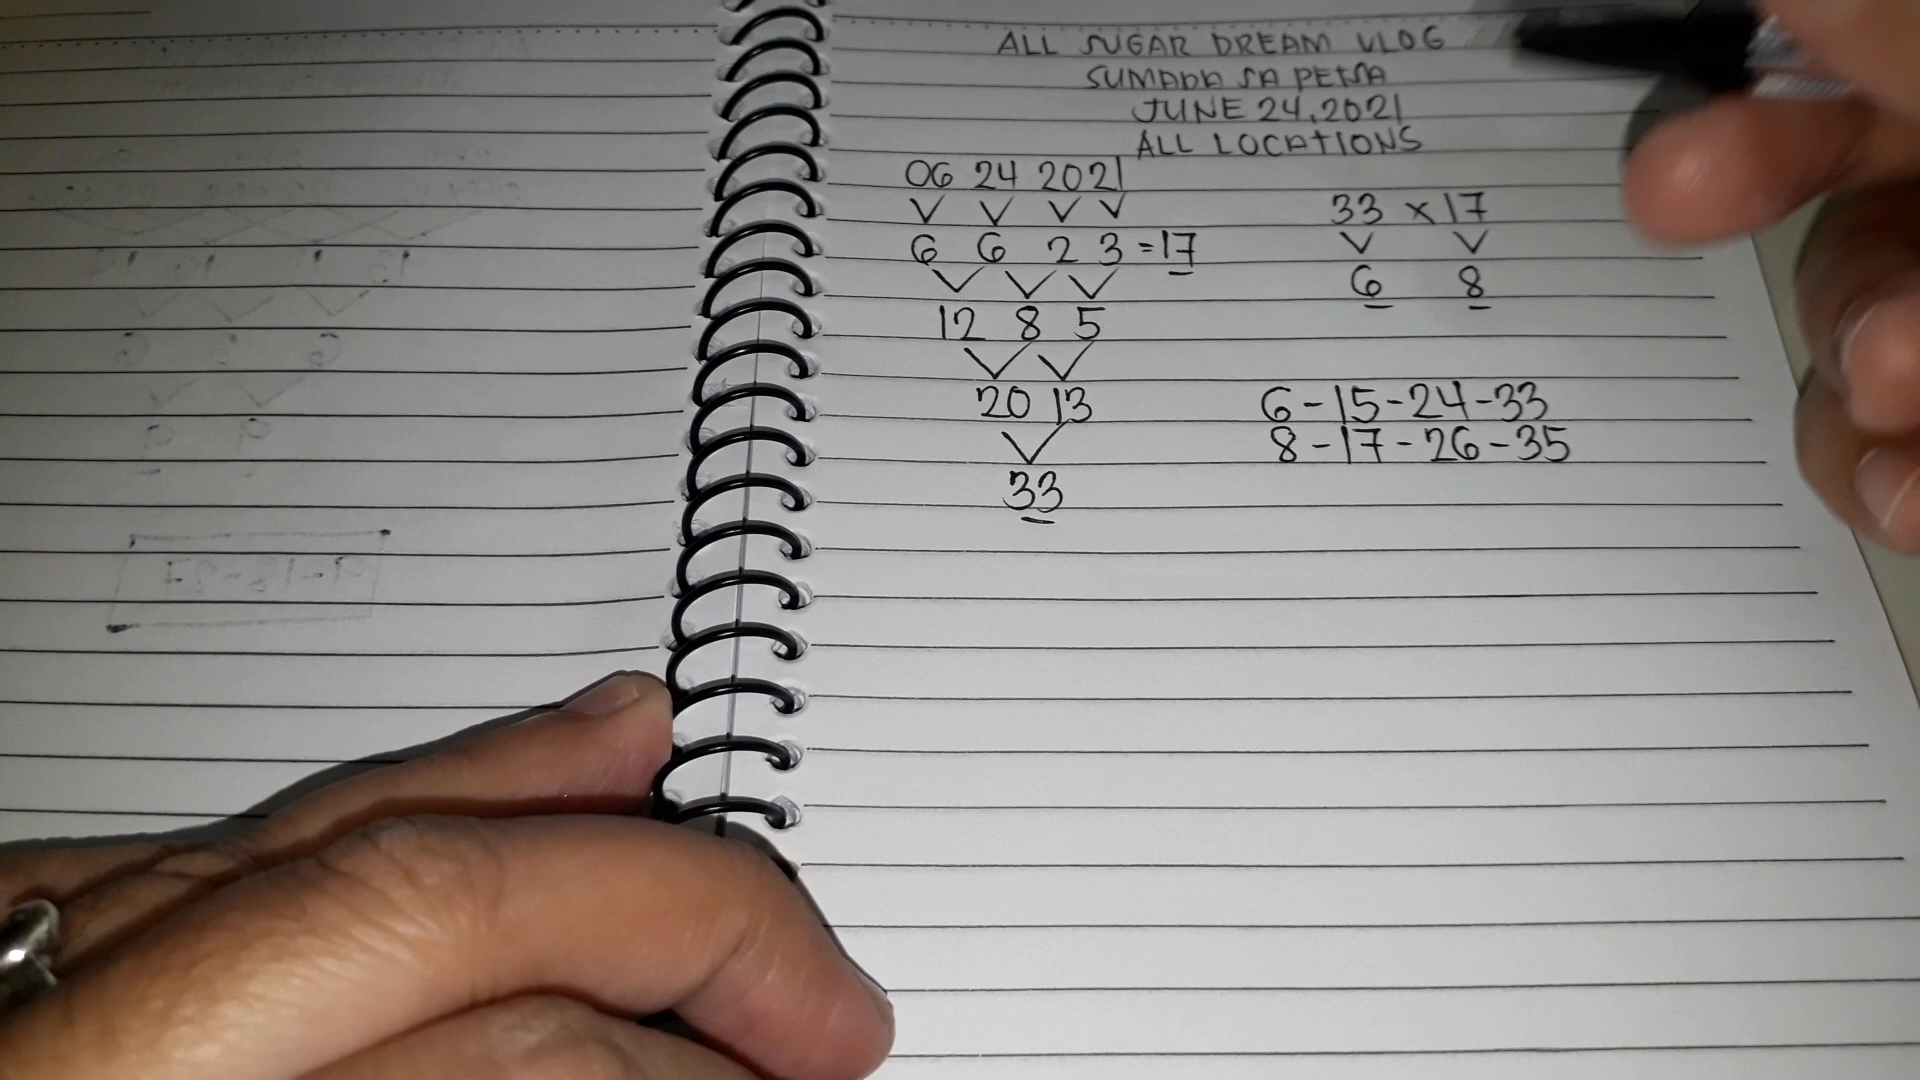 ALL SUGAR DREAM VLOG
SUMADA SA PETSA
JUNE 24, 2021
ALL LOCATIONS
06 24 2021
6 6 2 3 = 17
12 8 5
20 13
33
33 x 17
6 8
6-15-24-33
8-17-26-35